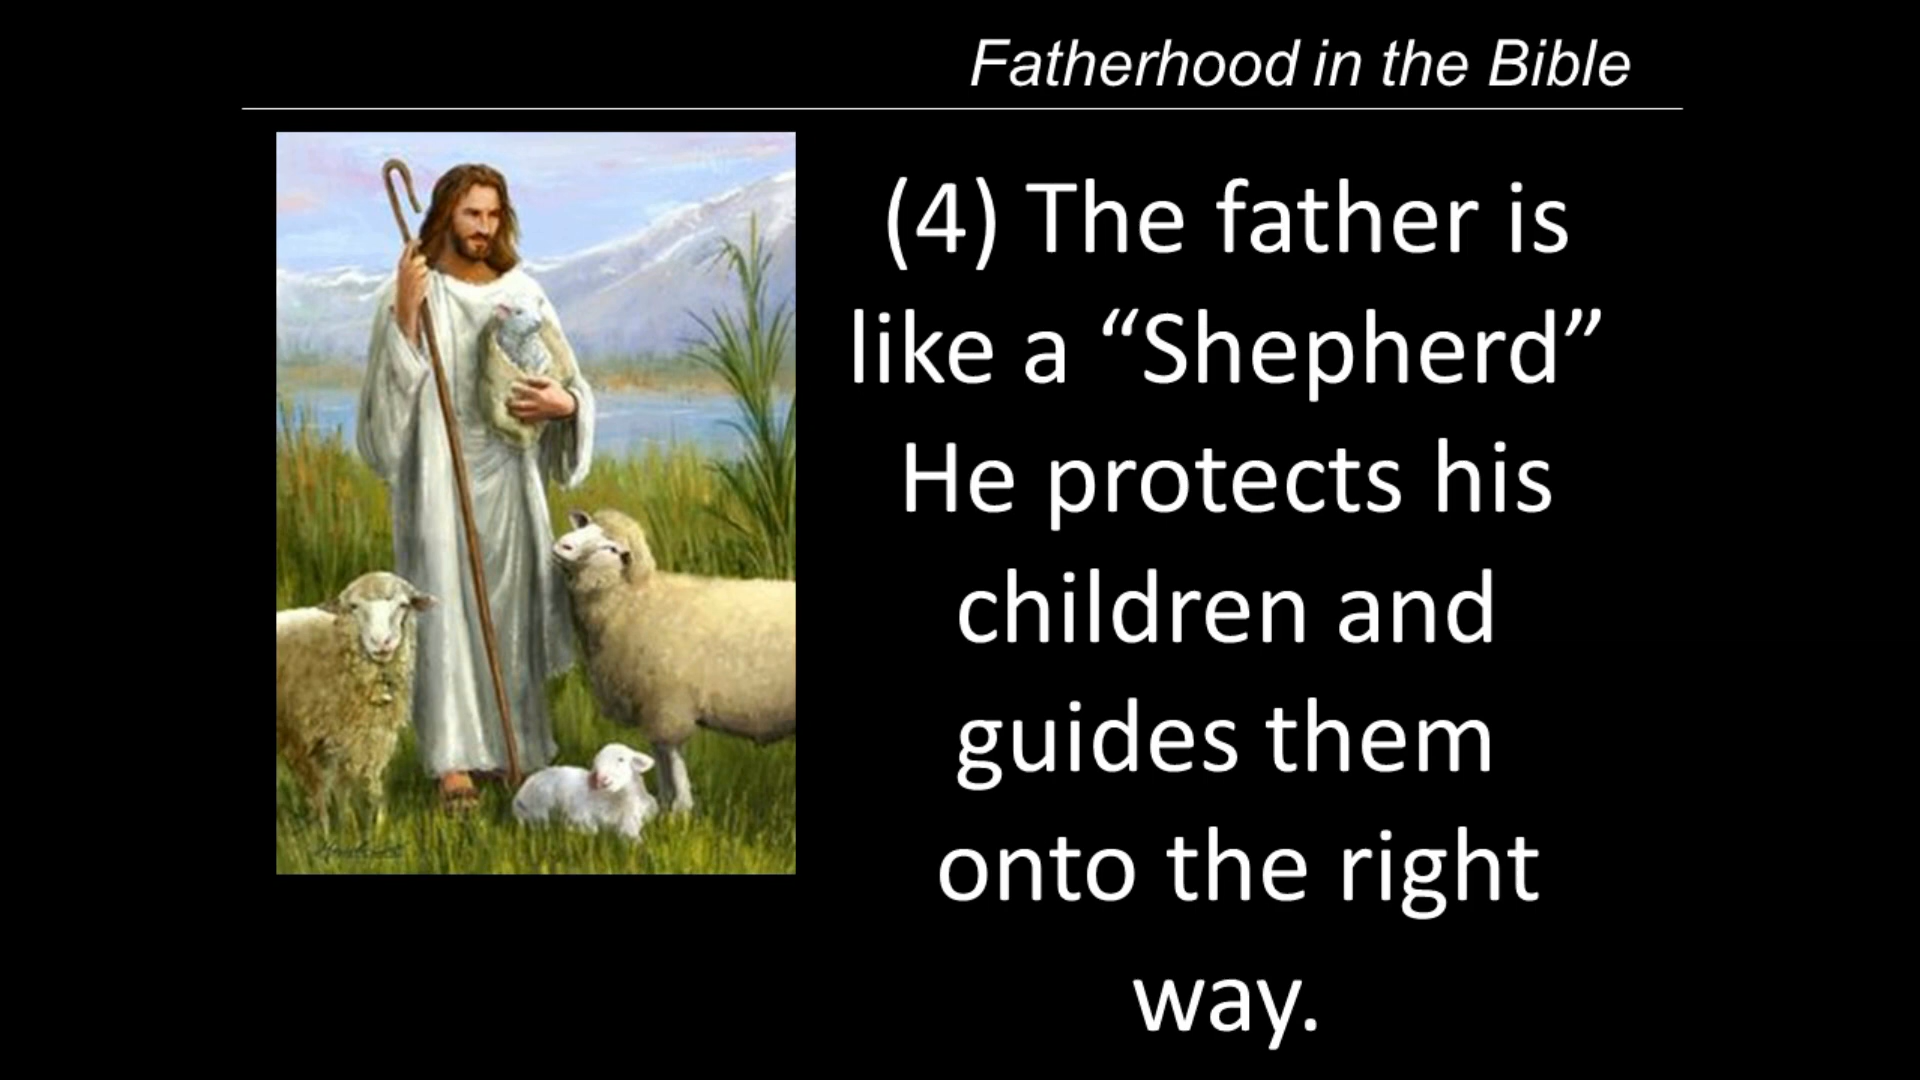 Fatherhood in the Bible
(4) The father is
like a “Shepherd”
He protects his
children and
guides them
onto the right
way.